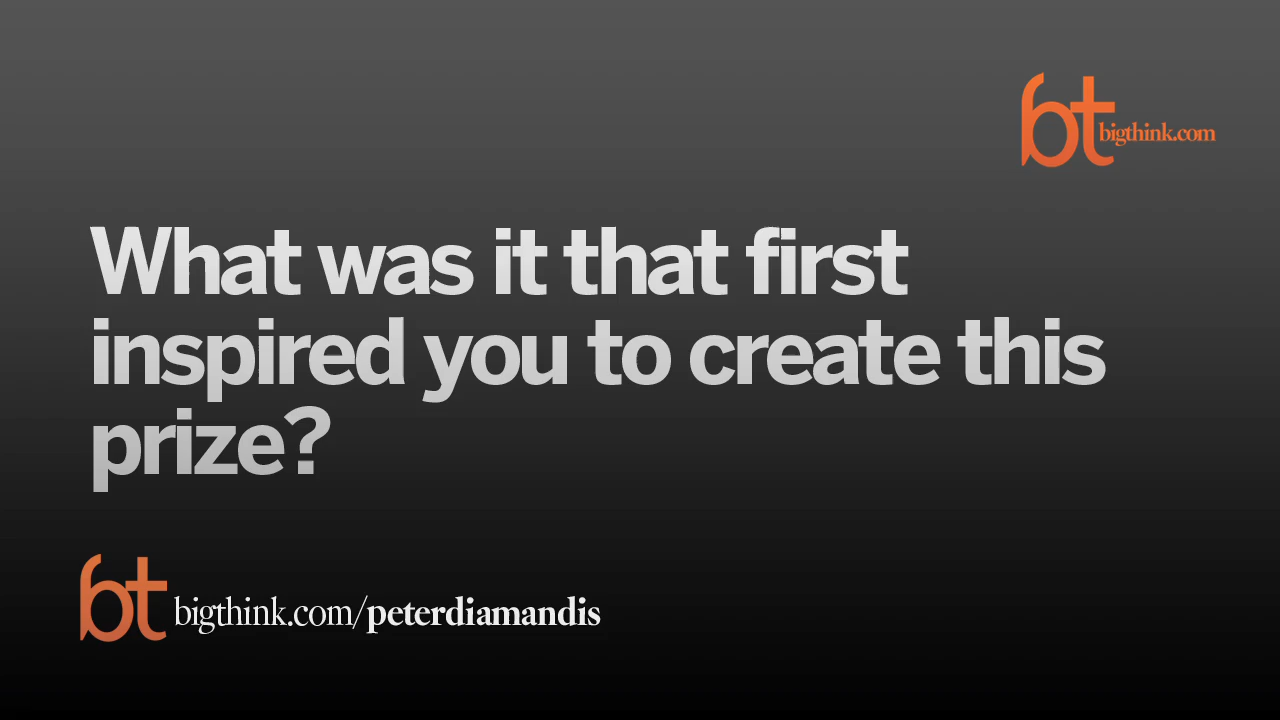 bt bigthink.com
What was it that first
inspired you to create this
prize?
bt bigthink.com/peterdiamandis